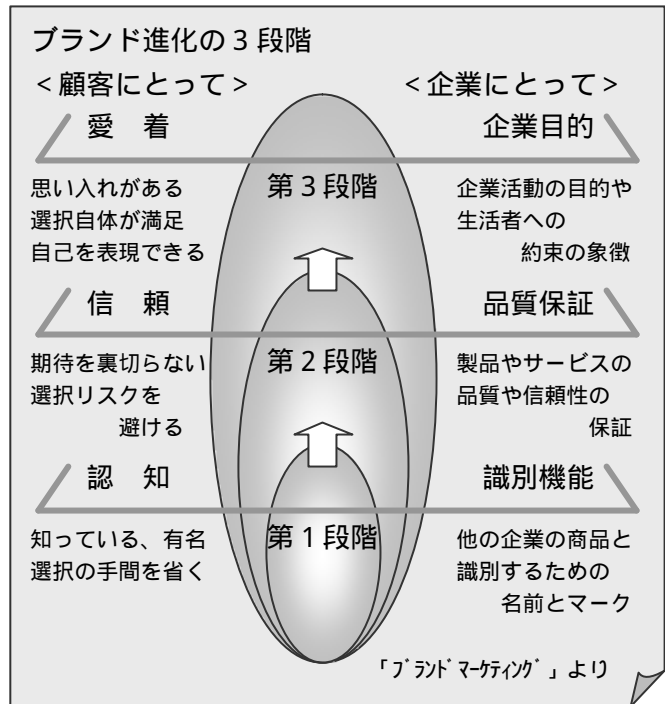 ブランド進化の3段階
<顧客にとって> <企業にとって>
愛 着 企業目的
思い入れがある
選択自体が満足
自己を表現できる
第3段階
企業活動の目的や
生活者への
約束の象徴
信 頼 品質保証
期待を裏切らない
選択リスクを
避ける
第2段階
製品やサービスの
品質や信頼性の
保証
認 知 識別機能
知っている、有名
選択の手間を省く
第1段階
他の企業の商品と
識別するための
名前とマーク
「ﾌﾞﾗﾝﾄﾞﾏｰｹﾃｨﾝｸﾞ」より